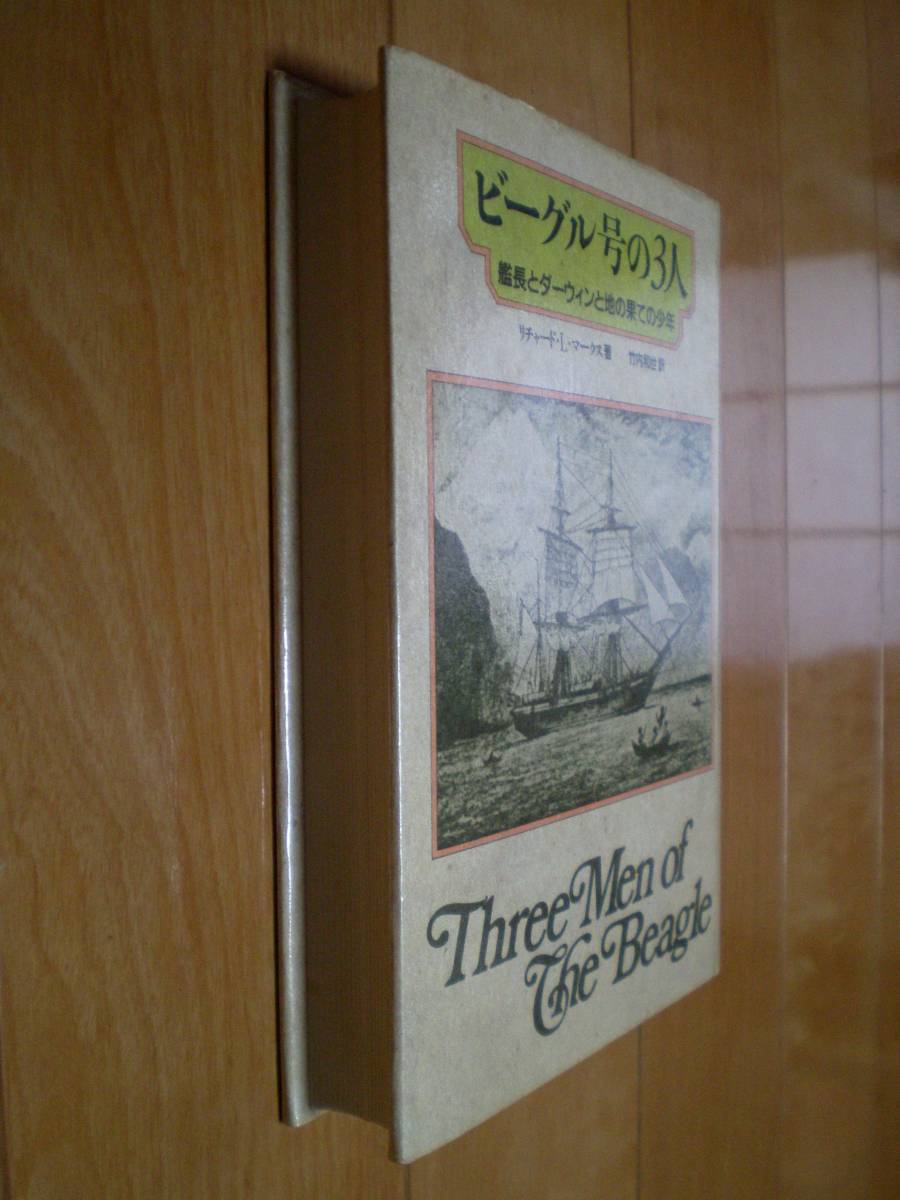 ビーグル号の3人
艦長とダーウィンと地の果ての少年
リチャード・L・マークス著 竹内和世訳
Three Men of
The Beagle